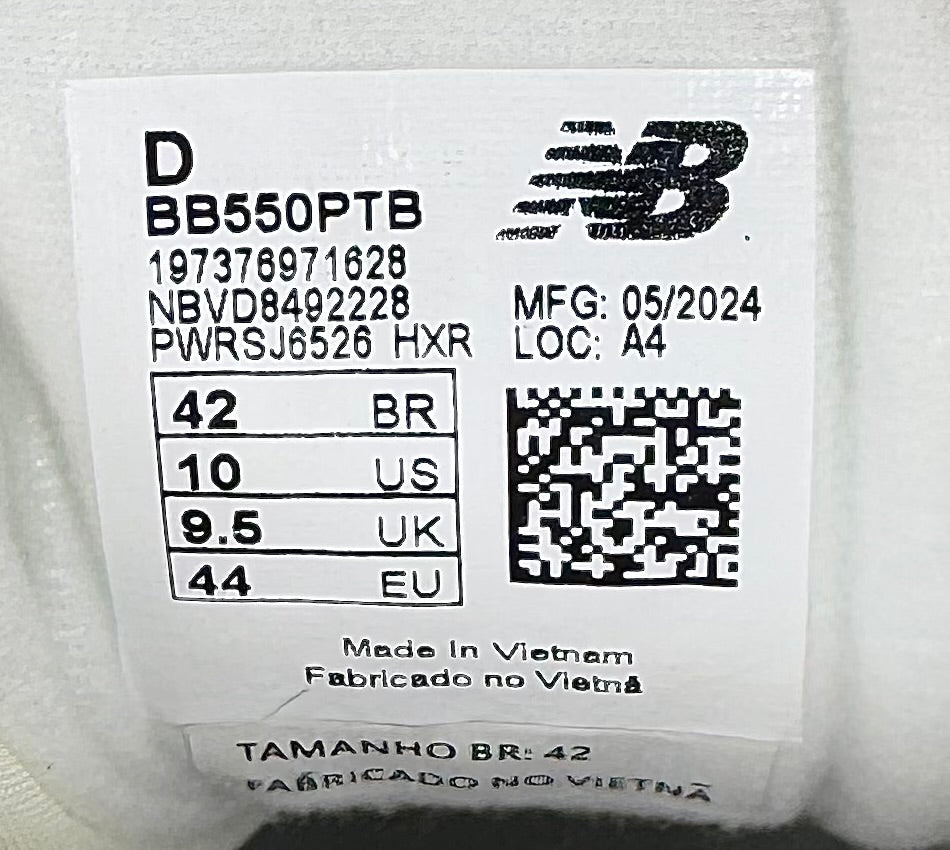 D
BB550PTB
197376971628
NBVD8492228
PWRSJ6526 HXR
NB
MFG: 05/2024
LOC: A4
42 BR
10 US
9.5 UK
44 EU
Made In Vietnam
Fabricado no Vietnã
TAMANHO BR: 42
FABRICADO NO VIETNÃ